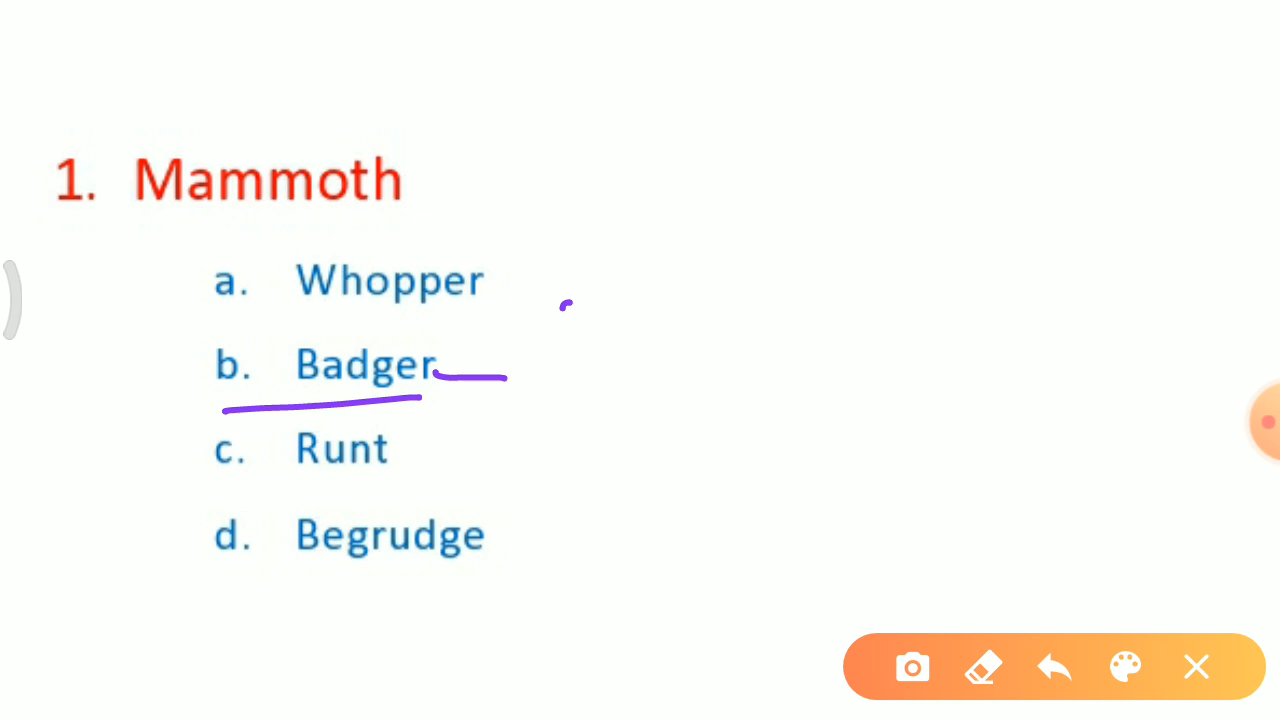 1. Mammoth
a. Whopper
b. Badger
c. Runt
d. Begrudge